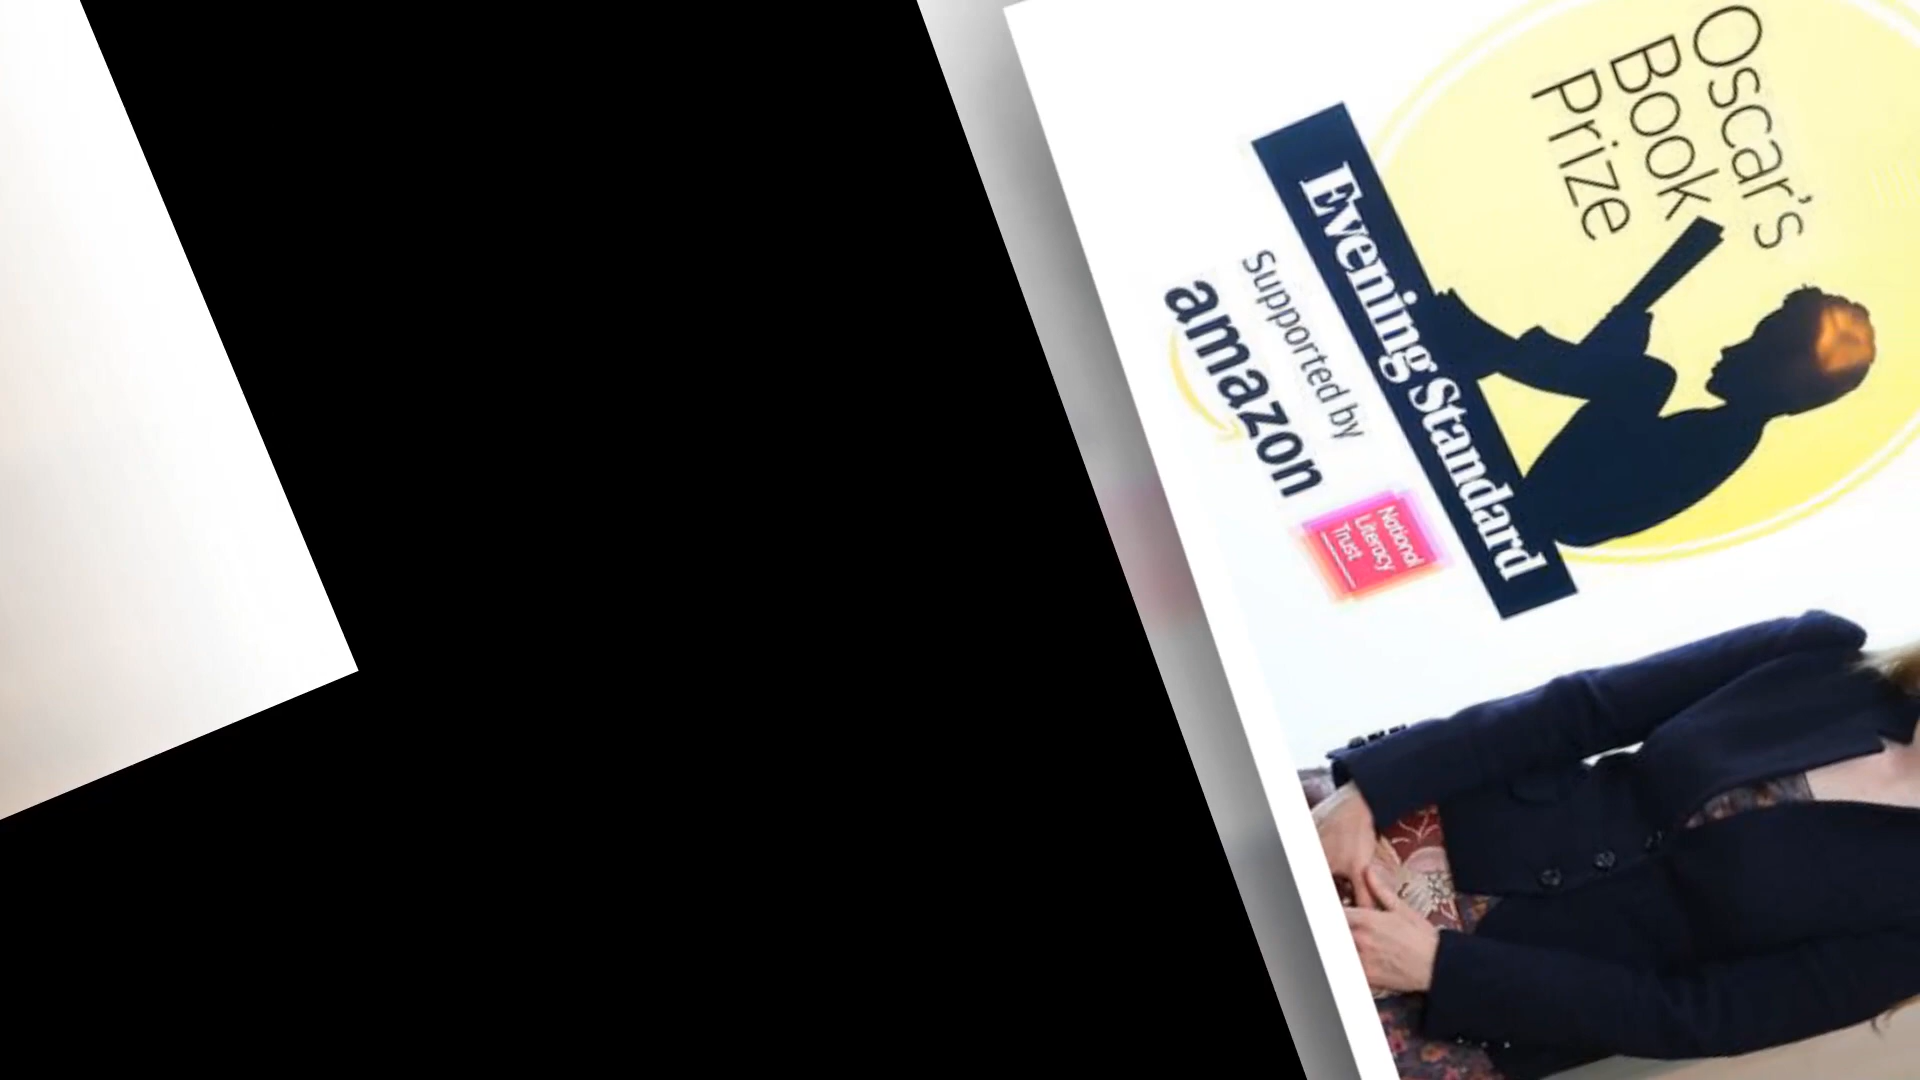 Oscar's
Book
Prize
Evening Standard
Supported by
amazon
National
Literacy
Trust